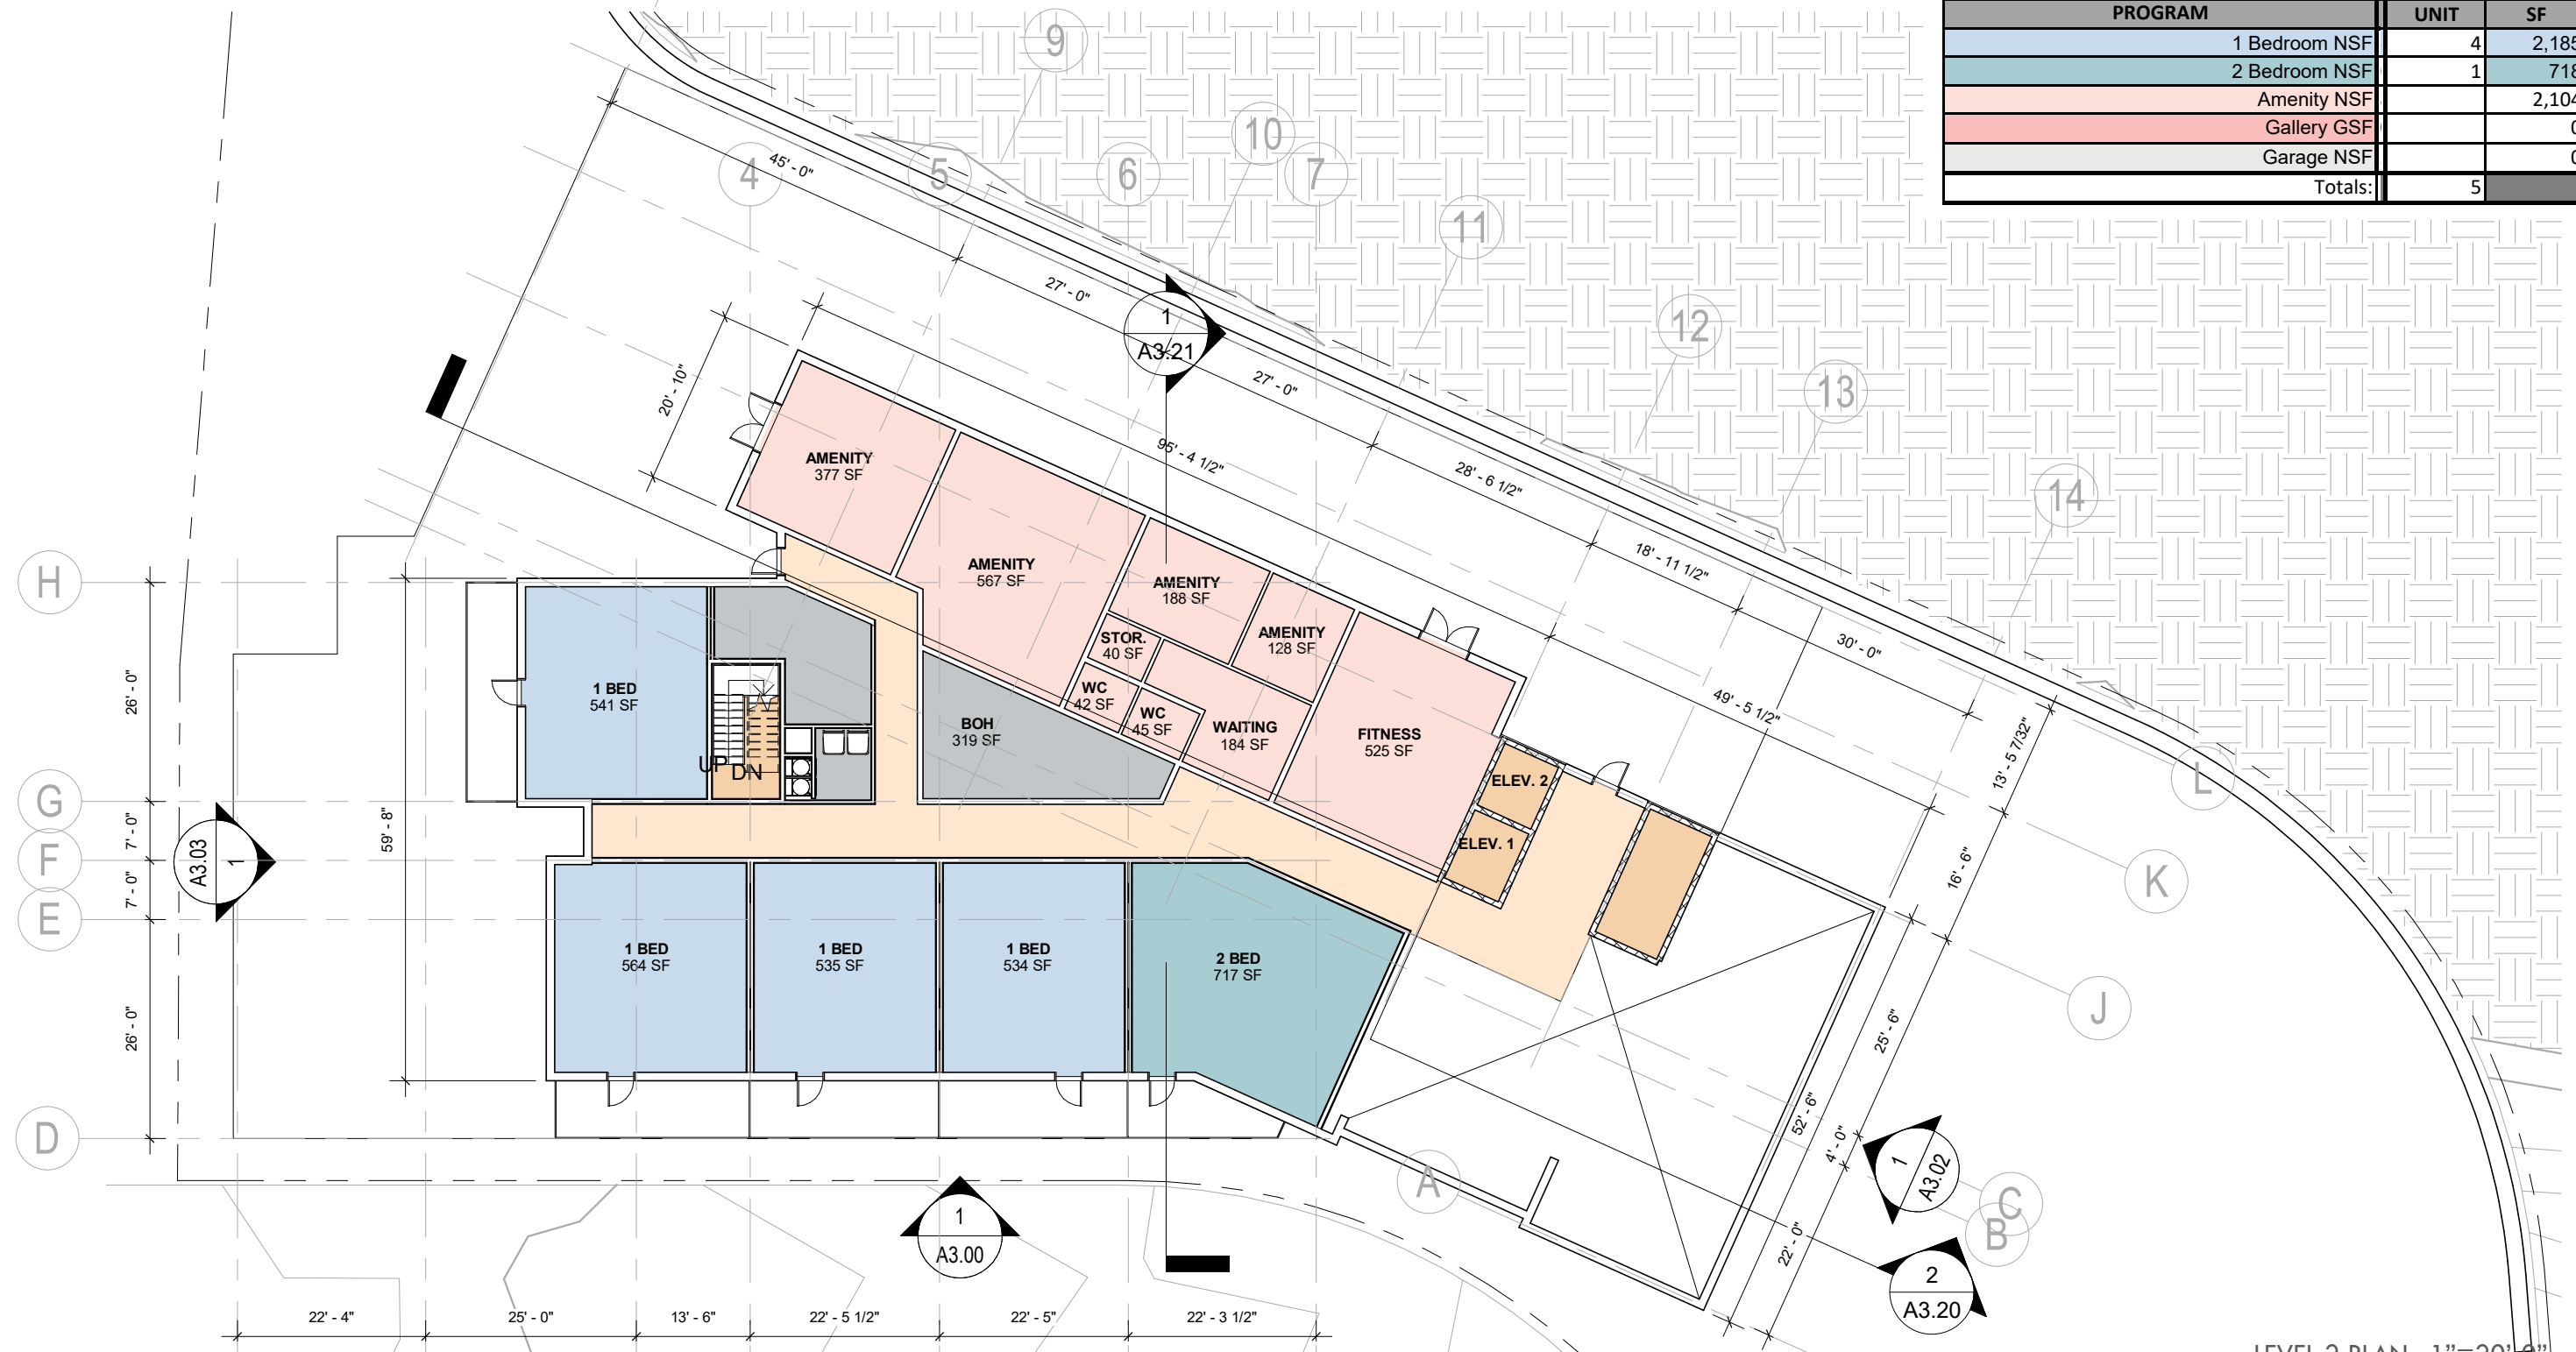 PROGRAM UNIT SF
1 Bedroom NSF 4 2,185
2 Bedroom NSF 1 718
Amenity NSF 2,104
Gallery GSF 0
Garage NSF 0
Totals: 5
9
10
4
5
6
7
11
12
13
14
45' - 0"
27' - 0"
27' - 0"
28' - 6 1/2"
18' - 11 1/2"
30' - 0"
1
A3.21
20' - 10"
95' - 4 1/2"
49' - 5 1/2"
13' - 5 7/32"
16' - 6"
25' - 6"
52' - 6"
4' - 0"
22' - 0"
AMENITY
377 SF
AMENITY
567 SF
AMENITY
188 SF
AMENITY
128 SF
STOR.
40 SF
WC
42 SF
WC
45 SF
WAITING
184 SF
FITNESS
525 SF
ELEV. 2
ELEV. 1
BOH
319 SF
1 BED
541 SF
UP
DN
1 BED
564 SF
1 BED
535 SF
1 BED
534 SF
2 BED
717 SF
H
G
F
E
D
26' - 0"
7' - 0"
7' - 0"
26' - 0"
59' - 8"
A3.03
1
L
K
J
A
C
B
1
A3.02
2
A3.20
1
A3.00
22' - 4"
25' - 0"
13' - 6"
22' - 5 1/2"
22' - 5"
22' - 3 1/2"